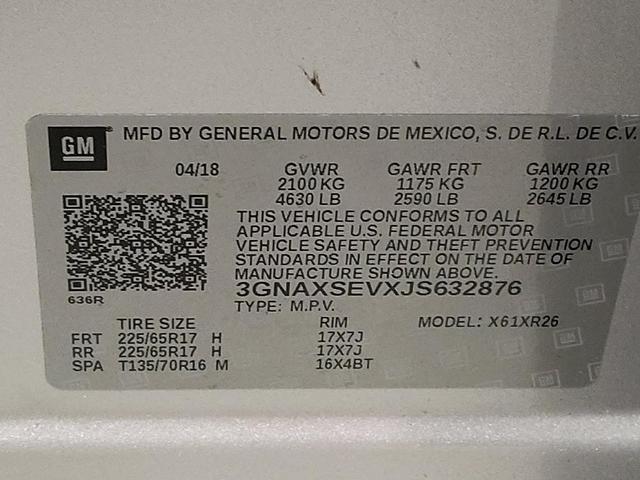 GM MFD BY GENERAL MOTORS DE MEXICO, S. DE R.L. DE C.V.
04/18 GVWR GAWR FRT GAWR RR
2100 KG 1175 KG 1200 KG
4630 LB 2590 LB 2645 LB
THIS VEHICLE CONFORMS TO ALL
APPLICABLE U.S. FEDERAL MOTOR
VEHICLE SAFETY AND THEFT PREVENTION
STANDARDS IN EFFECT ON THE DATE OF
MANUFACTURE SHOWN ABOVE.
636R 3GNAXSEVXJS632876
TYPE: M.P.V.
TIRE SIZE RIM MODEL: X61XR26
FRT 225/65R17 H 17X7J
RR 225/65R17 H 17X7J
SPA T135/70R16 M 16X4BT